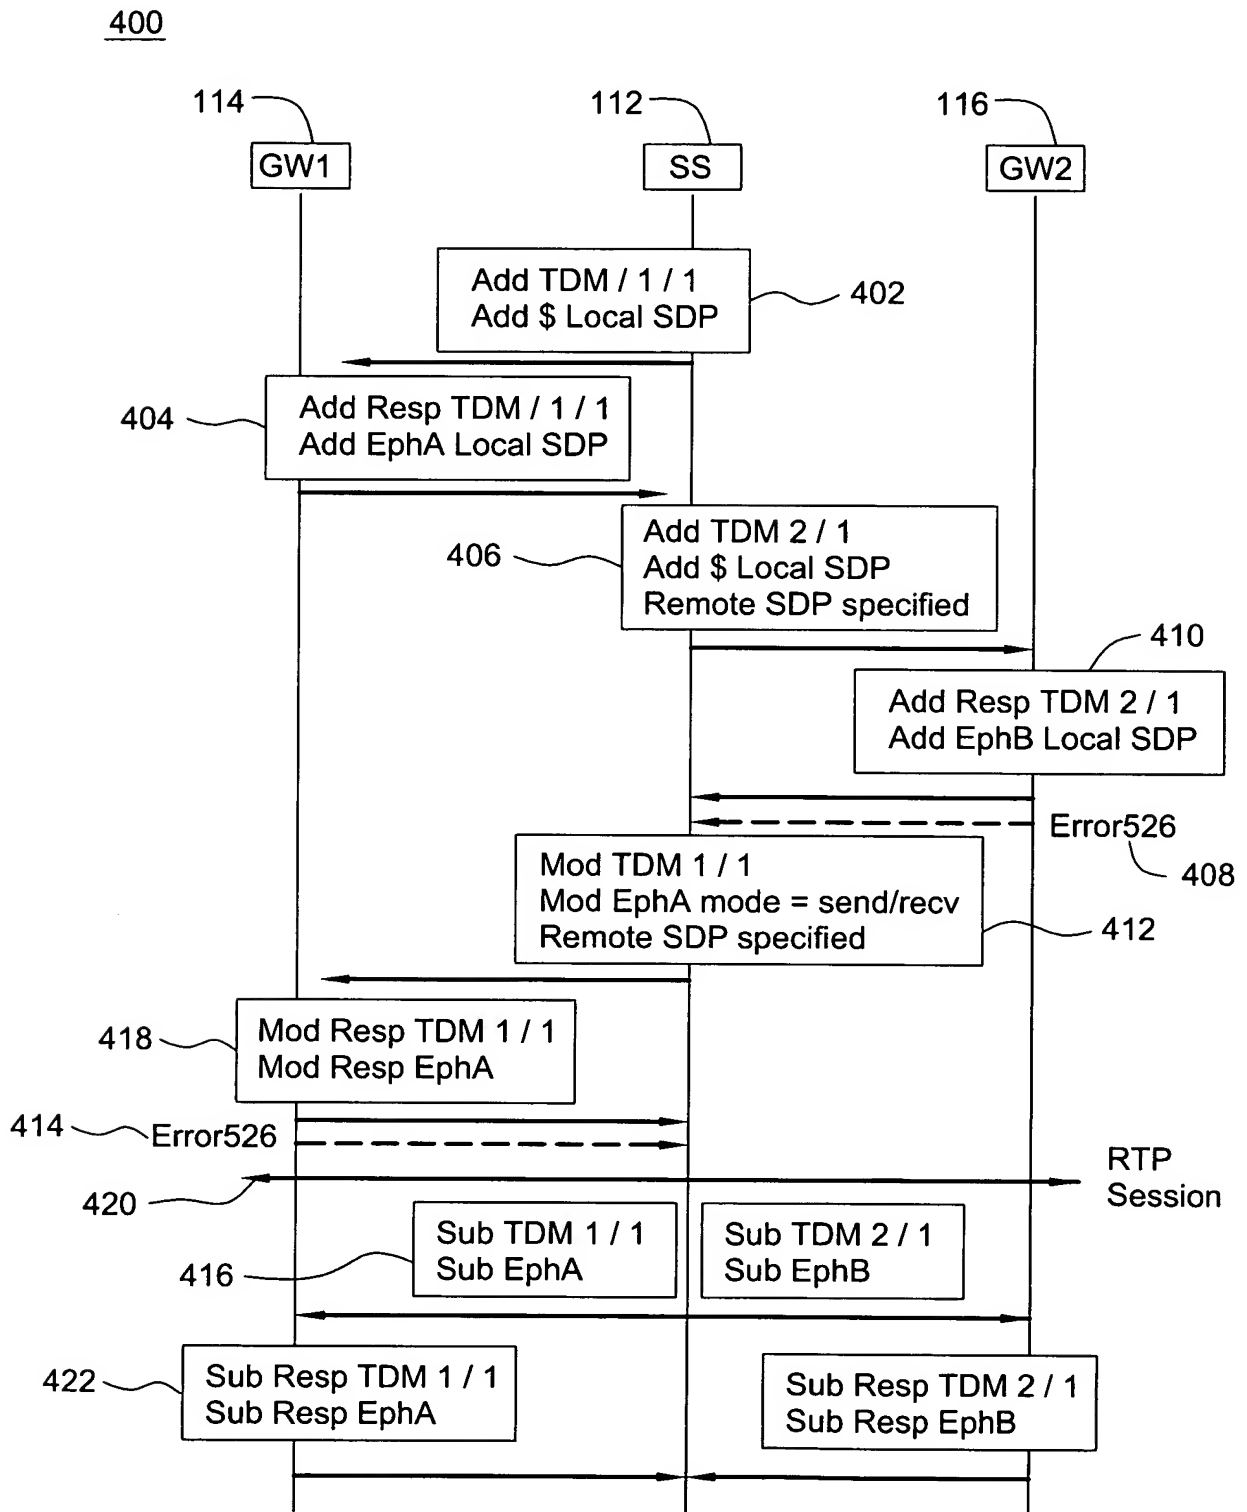 400
114
112
116
GW1
SS
GW2
Add TDM / 1 / 1
Add $ Local SDP
402
404
Add Resp TDM / 1 / 1
Add EphA Local SDP
406
Add TDM 2 / 1
Add $ Local SDP
Remote SDP specified
410
Add Resp TDM 2 / 1
Add EphB Local SDP
Error526
408
Mod TDM 1 / 1
Mod EphA mode = send/recv
Remote SDP specified
412
418
Mod Resp TDM 1 / 1
Mod Resp EphA
414
Error526
RTP
Session
420
Sub TDM 1 / 1
Sub EphA
Sub TDM 2 / 1
Sub EphB
416
422
Sub Resp TDM 1 / 1
Sub Resp EphA
Sub Resp TDM 2 / 1
Sub Resp EphB